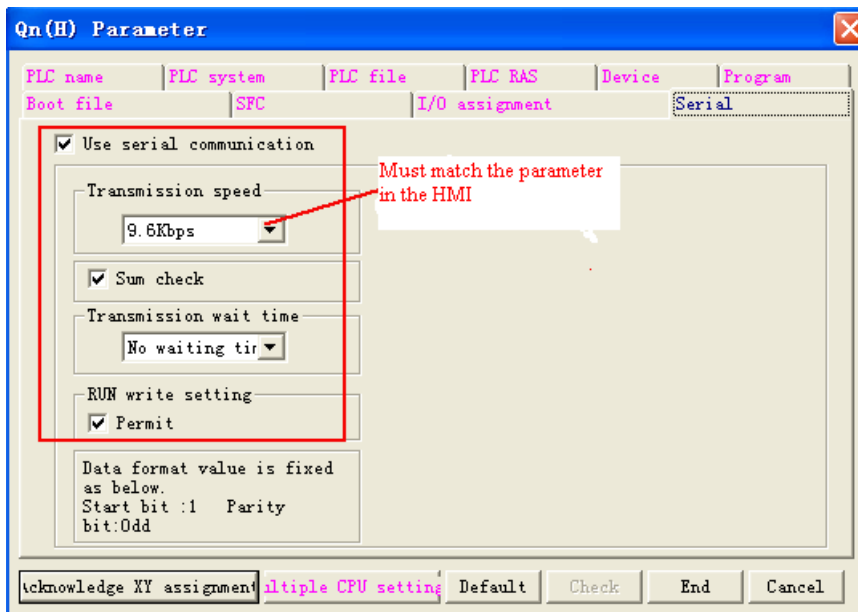 Qn(H) Parameter
PLC name PLC system PLC file PLC RAS Device Program
Boot file SFC I/O assignment Serial
Use serial communication
Must match the parameter
in the HMI
Transmission speed
9.6Kbps
Sum check
Transmission wait time
No waiting tir
RUN write setting
Permit
Data format value is fixed
as below.
Start bit :1 Parity
bit:Odd
Acknowledge XY assignment ultiple CPU setting Default Check End Cancel